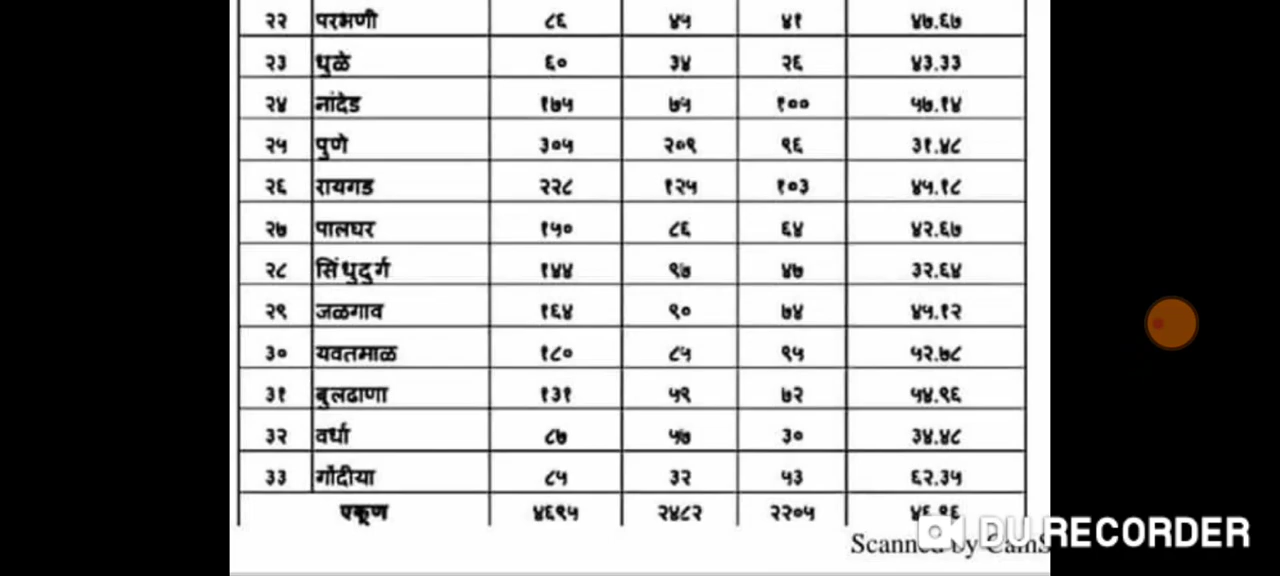 २२ परभणी ८६ ४५ ४१ ४७.६७
२३ धुळे ६० ३४ २६ ४३.३३
२४ नांदेड १७५ ७५ १०० ५७.१४
२५ पुणे ३०५ २०९ ९६ ३१.४८
२६ रायगड २२८ १२५ १०३ ४५.१८
२७ पालघर १५० ८६ ६४ ४२.६७
२८ सिंधुदुर्ग १४४ ९७ ४७ ३२.६४
२९ जळगाव १६४ ९० ७४ ४५.१२
३० यवतमाळ १८० ८५ ९५ ५२.७८
३१ बुलढाणा १३१ ५९ ७२ ५४.९६
३२ वर्धा ८७ ५७ ३० ३४.४८
३३ गोंदीया ८५ ३२ ५३ ६२.३५
एकूण ४६९५ २४८२ २२०५ ४६.९६
DU RECORDER
Scanned by CamS